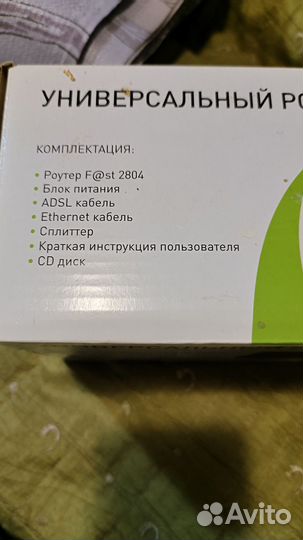 УНИВЕРСАЛЬНЫЙ РО
КОМПЛЕКТАЦИЯ:
• Роутер F@st 2804
• Блок питания
• ADSL кабель
• Ethernet кабель
• Сплиттер
• Краткая инструкция пользователя
• CD диск
Avito